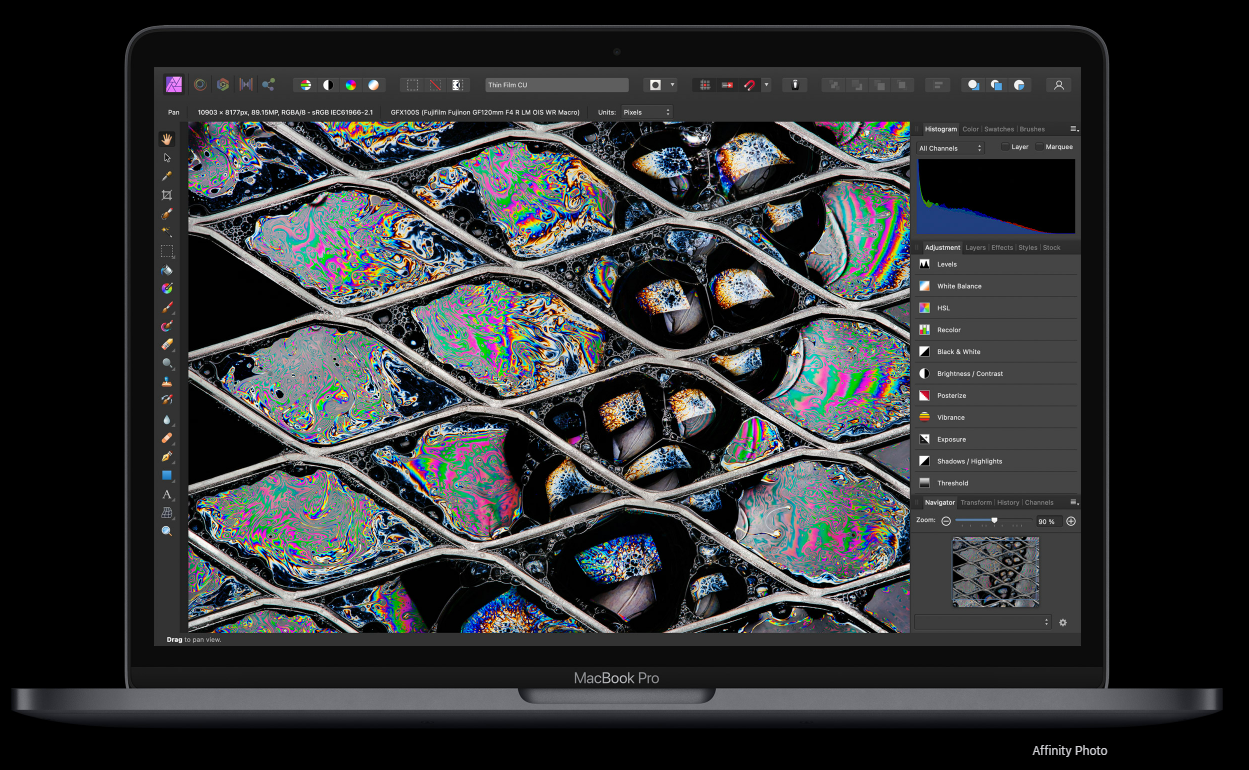 Thin Film CU
Pan
10903 × 8177px, 89.15MP, RGBA/8 - sRGB IEC61966-2.1
GFX100S (Fujifilm Fujinon GF120mm F4 R LM OIS WR Macro)
Units: Pixels
Histogram Color Swatches Brushes
All Channels Layer Marquee
Adjustment Layers Effects Styles Stock
Levels
White Balance
HSL
Recolor
Black & White
Brightness / Contrast
Posterize
Vibrance
Exposure
Shadows / Highlights
Threshold
Navigator Transform History Channels
Zoom: 90 %
Drag to pan view.
MacBook Pro
Affinity Photo